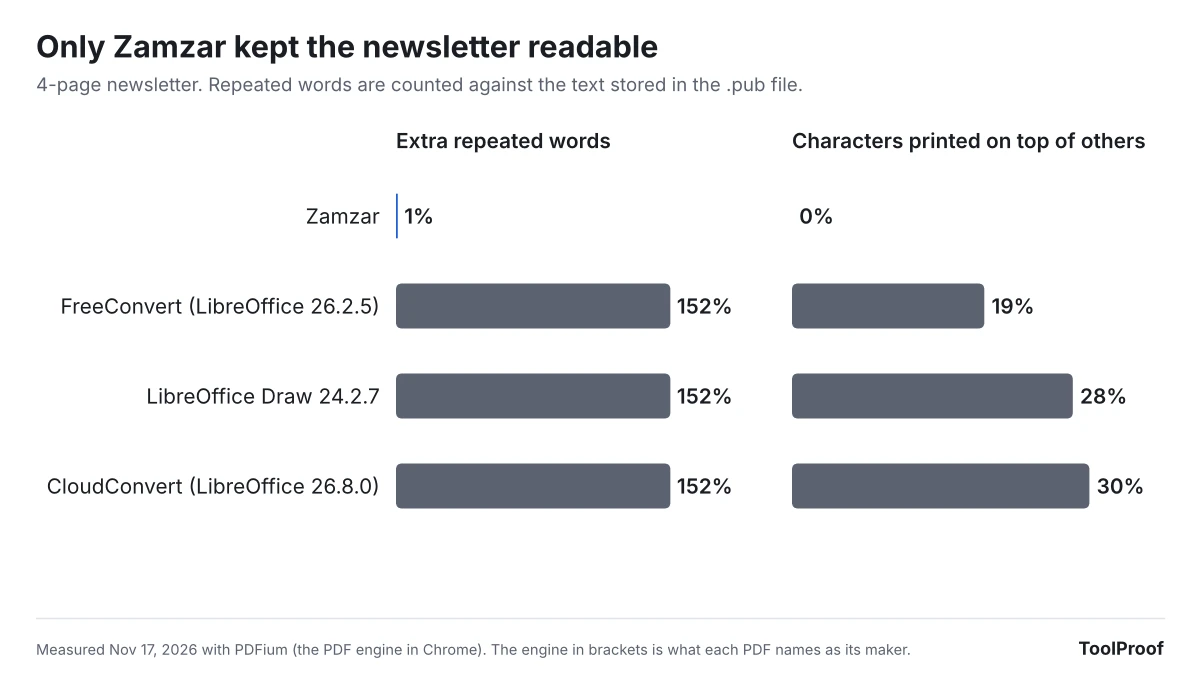 Only Zamzar kept the newsletter readable
4-page newsletter. Repeated words are counted against the text stored in the .pub file.
Extra repeated words
Characters printed on top of others
Zamzar 1% 0%
FreeConvert (LibreOffice 26.2.5) 152% 19%
LibreOffice Draw 24.2.7 152% 28%
CloudConvert (LibreOffice 26.8.0) 152% 30%
Measured Nov 17, 2026 with PDFium (the PDF engine in Chrome). The engine in brackets is what each PDF names as its maker.
ToolProof